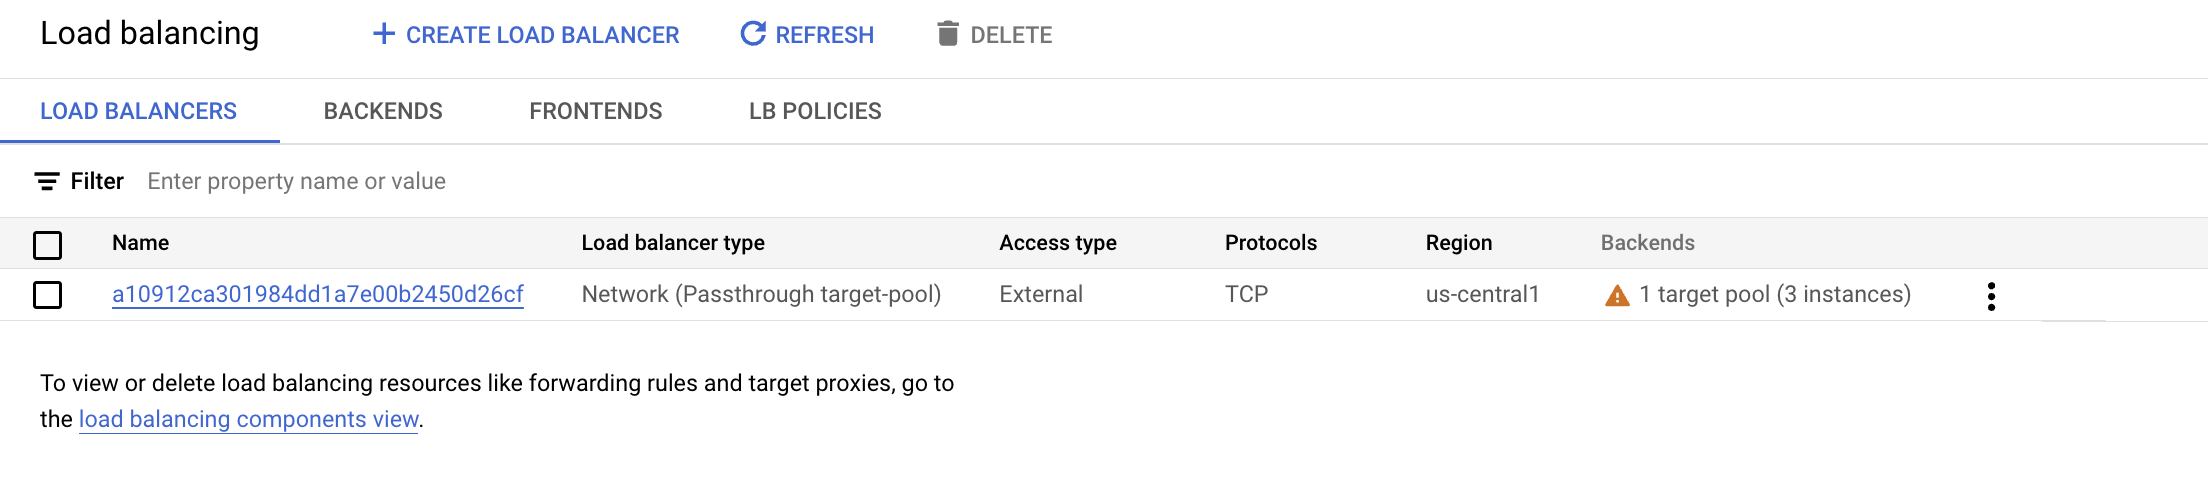 Load balancing CREATE LOAD BALANCER REFRESH DELETE
LOAD BALANCERS BACKENDS FRONTENDS LB POLICIES
Filter Enter property name or value
Name Load balancer type Access type Protocols Region Backends
a10912ca301984dd1a7e00b2450d26cf Network (Passthrough target-pool) External TCP us-central1 1 target pool (3 instances)
To view or delete load balancing resources like forwarding rules and target proxies, go to
the load balancing components view.